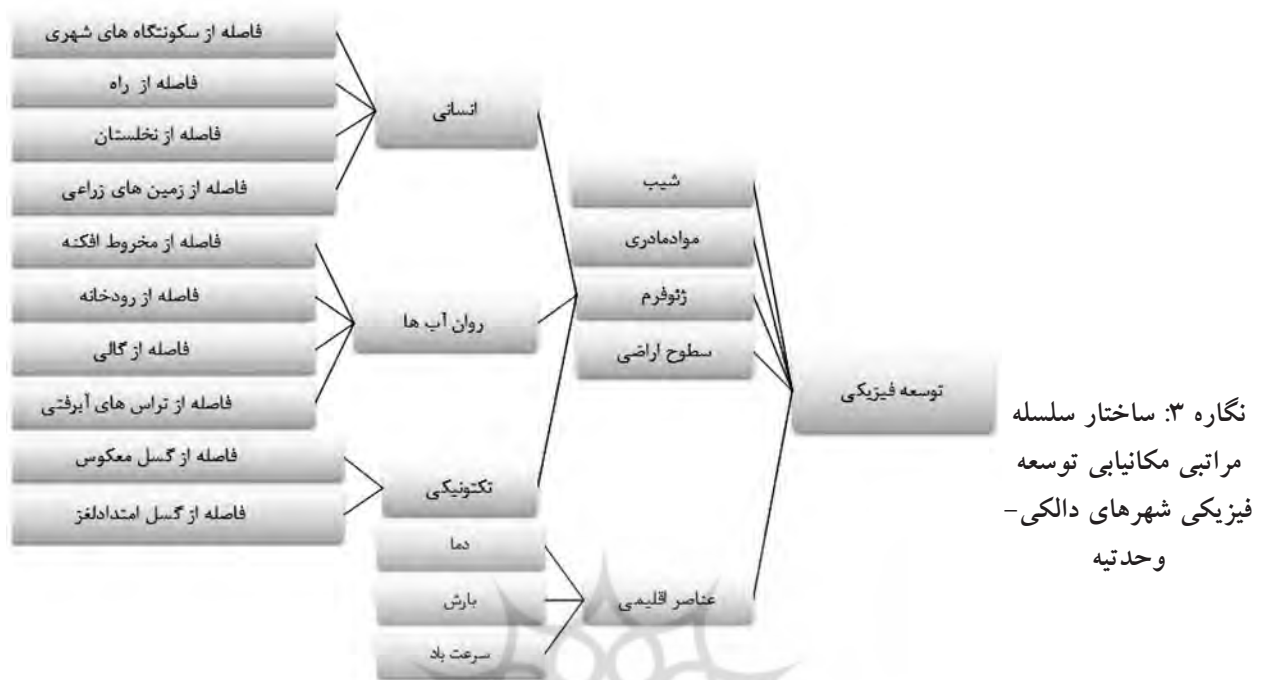 نگاره ۳: ساختار سلسله
مراتبی مکانیابی توسعه
فیزیکی شهرهای دالکی-
وحدتیه
توسعه فیزیکی
شیب
موادمادری
ژئوفرم
سطوح اراضی
عناصر اقلیمی
انسانی
روان آب ها
تکتونیکی
دما
بارش
سرعت باد
فاصله از سکونتگاه های شهری
فاصله از راه
فاصله از نخلستان
فاصله از زمین های زراعی
فاصله از مخروط افکنه
فاصله از رودخانه
فاصله از گالی
فاصله از تراس های آبرفتی
فاصله از گسل معکوس
فاصله از گسل امتدادلغز